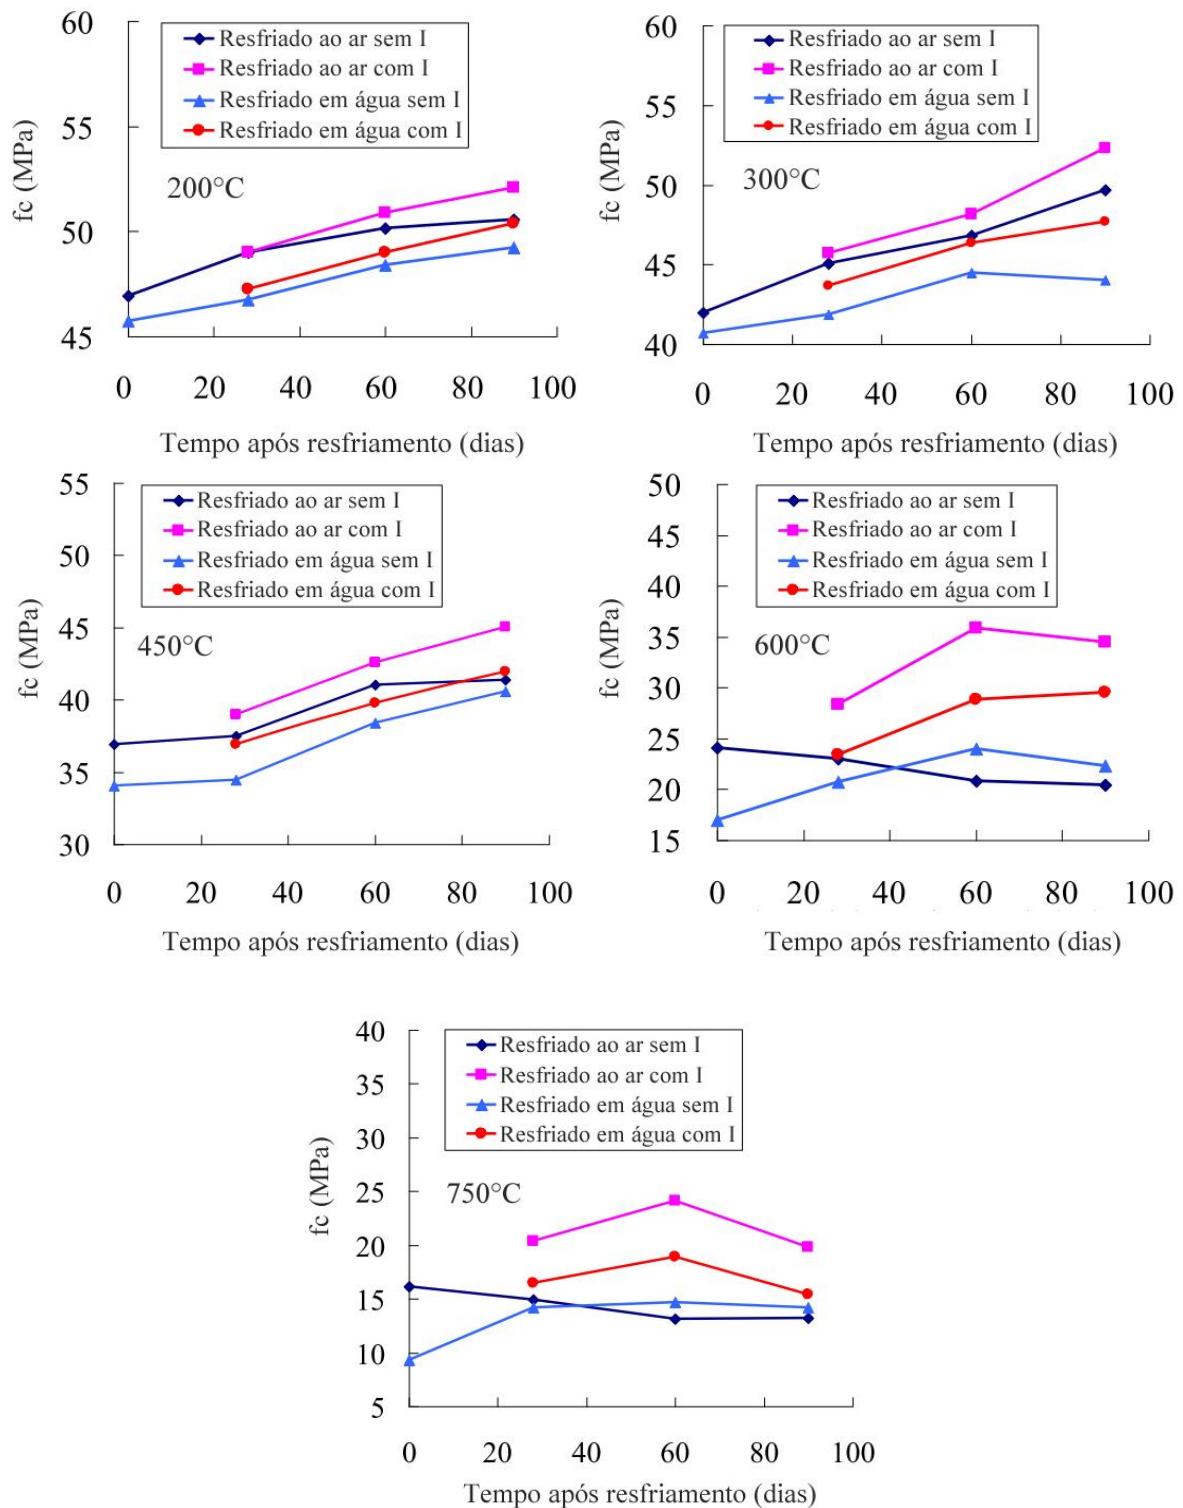 60
55
50
45
fc (MPa)
Resfriado ao ar sem I
Resfriado ao ar com I
Resfriado em água sem I
Resfriado em água com I
200°C
0 20 40 60 80 100
Tempo após resfriamento (dias)
60
55
50
45
40
fc (MPa)
Resfriado ao ar sem I
Resfriado ao ar com I
Resfriado em água sem I
Resfriado em água com I
300°C
0 20 40 60 80 100
Tempo após resfriamento (dias)
55
50
45
40
35
30
fc (MPa)
Resfriado ao ar sem I
Resfriado ao ar com I
Resfriado em água sem I
Resfriado em água com I
450°C
0 20 40 60 80 100
Tempo após resfriamento (dias)
50
45
40
35
30
25
20
15
fc (MPa)
Resfriado ao ar sem I
Resfriado ao ar com I
Resfriado em água sem I
Resfriado em água com I
600°C
0 20 40 60 80 100
Tempo após resfriamento (dias)
40
35
30
25
20
15
10
5
fc (MPa)
Resfriado ao ar sem I
Resfriado ao ar com I
Resfriado em água sem I
Resfriado em água com I
750°C
0 20 40 60 80 100
Tempo após resfriamento (dias)